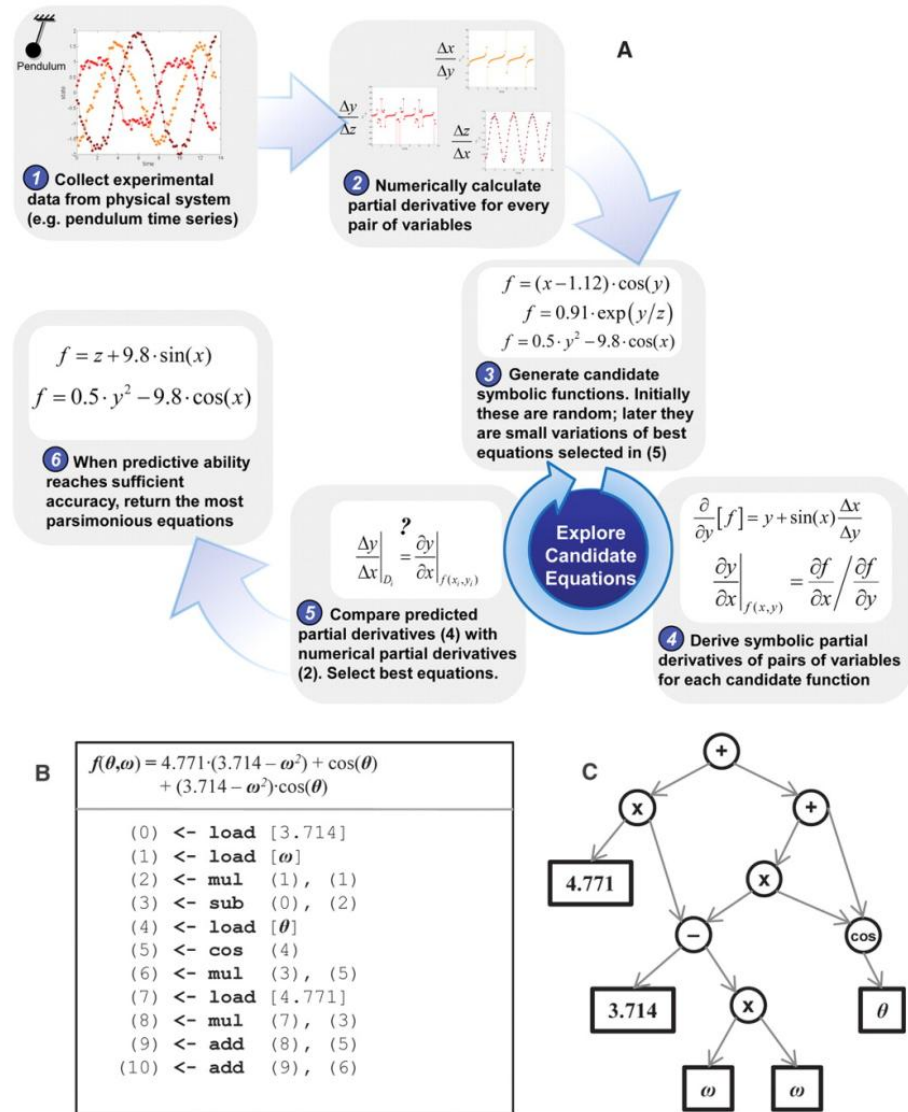 A
Pendulum
state
time
1 Collect experimental
data from physical system
(e.g. pendulum time series)
Δx
Δy
Δy
Δz
Δz
Δx
2 Numerically calculate
partial derivative for every
pair of variables
f = (x−1.12)·cos(y)
f = 0.91·exp(y/z)
f = 0.5·y² −9.8·cos(x)
3 Generate candidate
symbolic functions. Initially
these are random; later they
are small variations of best
equations selected in (5)
Explore
Candidate
Equations
∂/∂y [f] = y + sin(x) Δx/Δy
∂y/∂x |f(x,y) = ∂f/∂x / ∂f/∂y
4 Derive symbolic partial
derivatives of pairs of variables
for each candidate function
?
Δy/Δx |Di = ∂y/∂x |f(xi,yi)
5 Compare predicted
partial derivatives (4) with
numerical partial derivatives
(2). Select best equations.
f = z + 9.8·sin(x)
f = 0.5·y² −9.8·cos(x)
6 When predictive ability
reaches sufficient
accuracy, return the most
parsimonious equations
B
f(θ,ω) = 4.771·(3.714 – ω²) + cos(θ)
+ (3.714 – ω²)·cos(θ)
(0) <- load [3.714]
(1) <- load [ω]
(2) <- mul (1), (1)
(3) <- sub (0), (2)
(4) <- load [θ]
(5) <- cos (4)
(6) <- mul (3), (5)
(7) <- load [4.771]
(8) <- mul (7), (3)
(9) <- add (8), (5)
(10) <- add (9), (6)
C
+
x +
4.771 x
– cos
3.714 x θ
ω ω